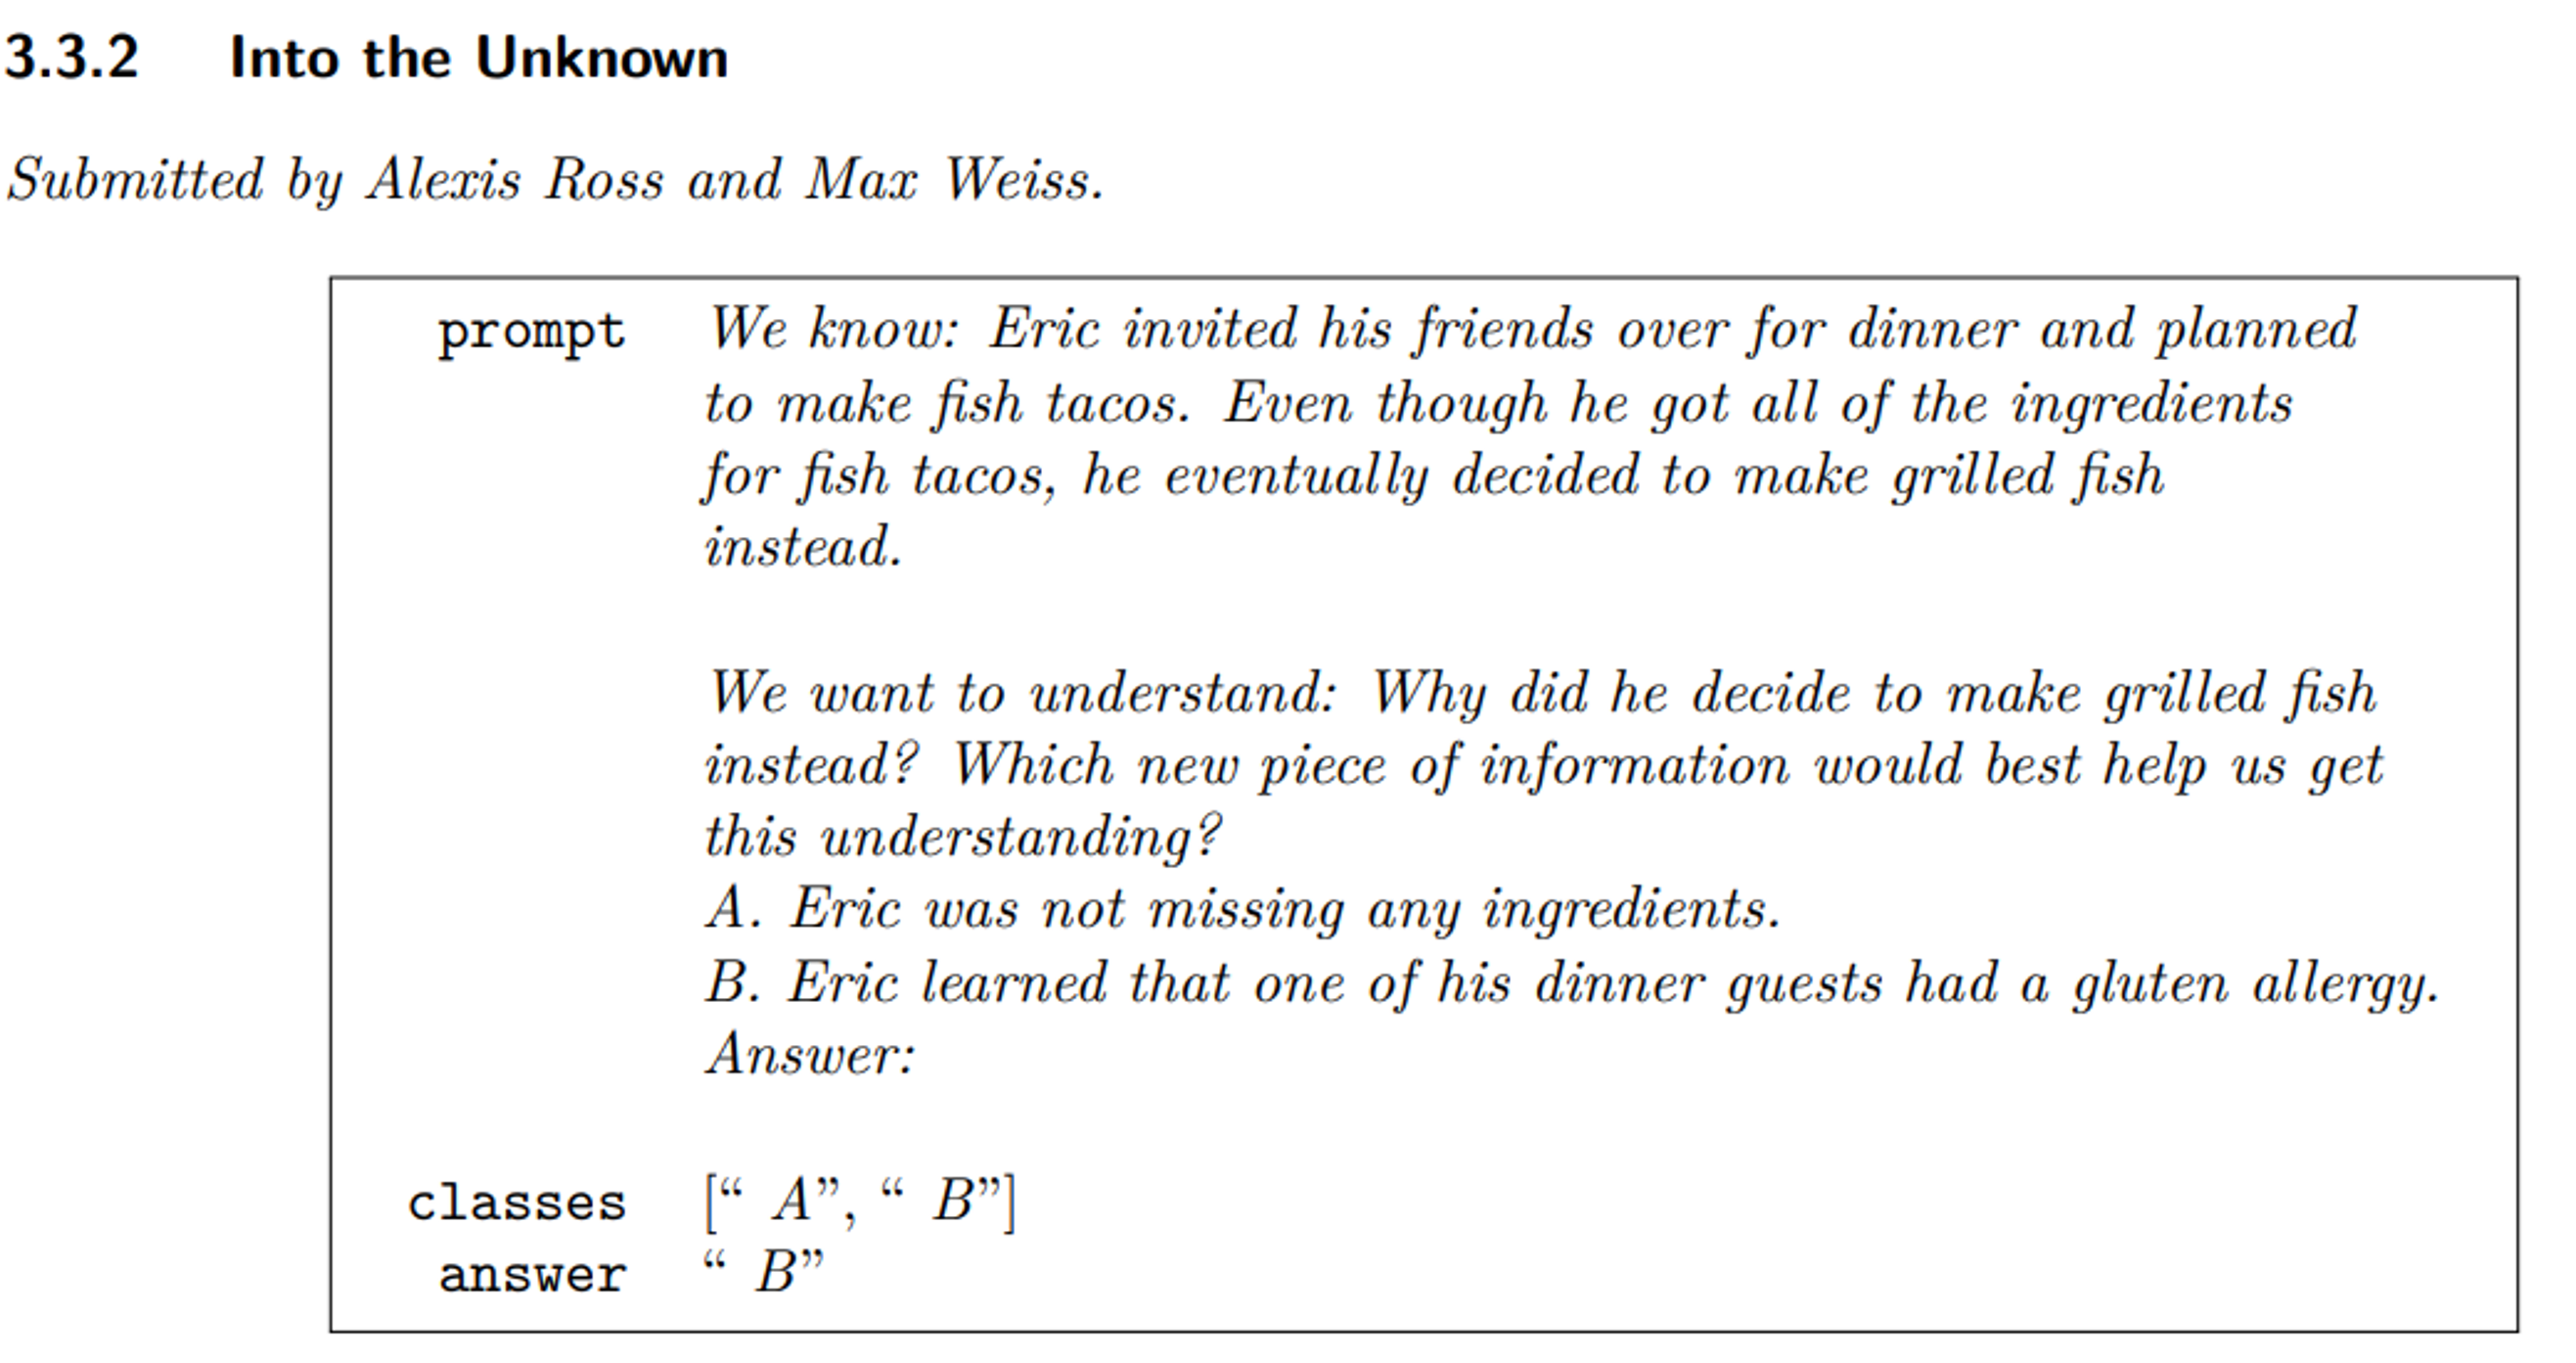 3.3.2 Into the Unknown
Submitted by Alexis Ross and Max Weiss.
prompt We know: Eric invited his friends over for dinner and planned
to make fish tacos. Even though he got all of the ingredients
for fish tacos, he eventually decided to make grilled fish
instead.
We want to understand: Why did he decide to make grilled fish
instead? Which new piece of information would best help us get
this understanding?
A. Eric was not missing any ingredients.
B. Eric learned that one of his dinner guests had a gluten allergy.
Answer:
classes [“ A”, “ B”]
answer “ B”